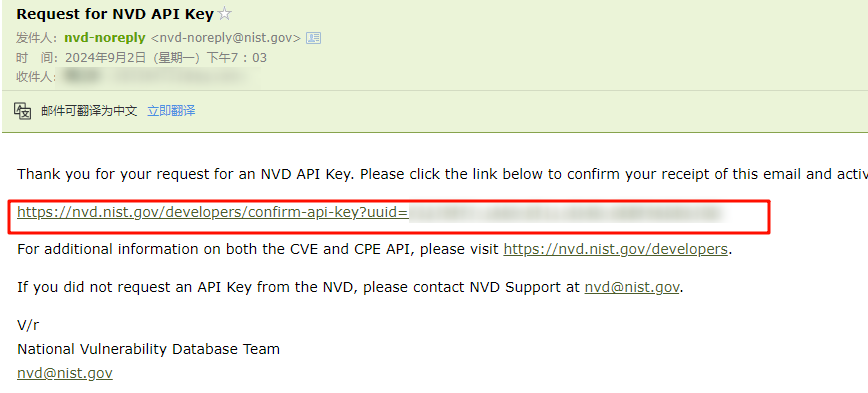 Request for NVD API Key
发件人：nvd-noreply <nvd-noreply@nist.gov>
时 间：2024年9月2日 (星期一) 下午7：03
收件人：
邮件可翻译为中文 立即翻译
Thank you for your request for an NVD API Key. Please click the link below to confirm your receipt of this email and activ
https://nvd.nist.gov/developers/confirm-api-key?uuid=
For additional information on both the CVE and CPE API, please visit https://nvd.nist.gov/developers.
If you did not request an API Key from the NVD, please contact NVD Support at nvd@nist.gov.
V/r
National Vulnerability Database Team
nvd@nist.gov